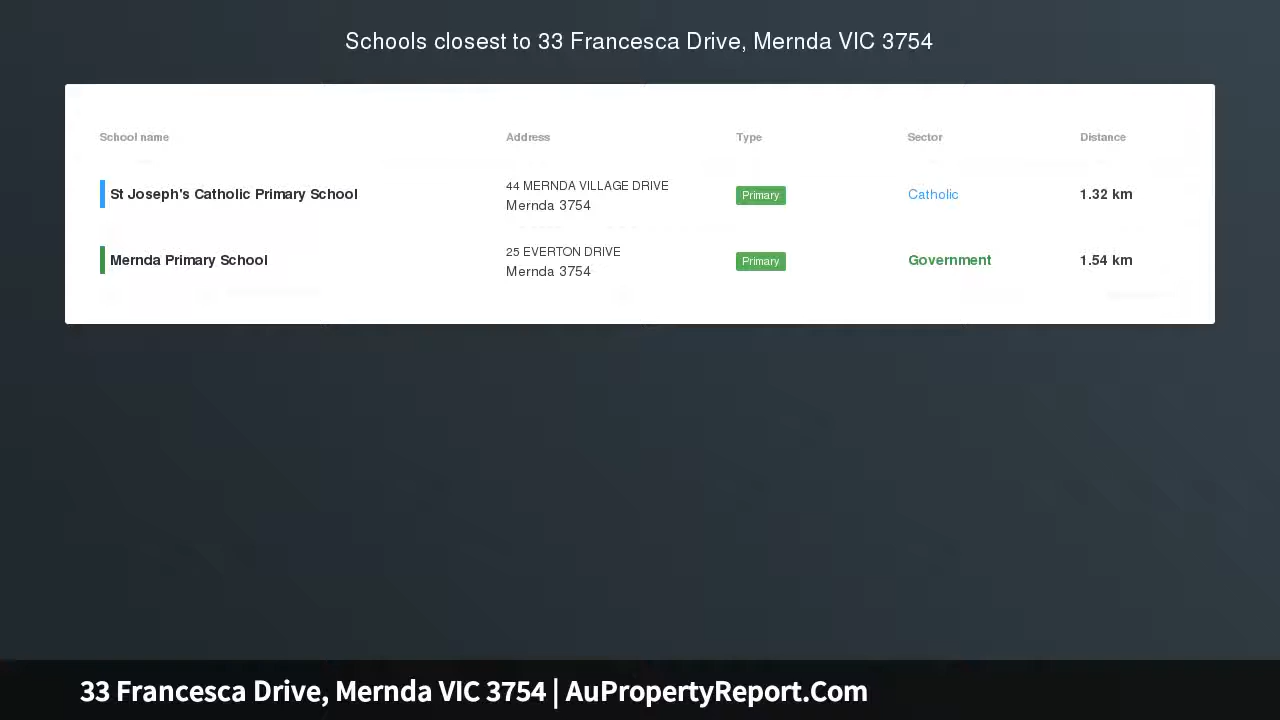 Schools closest to 33 Francesca Drive, Mernda VIC 3754
School name Address Type Sector Distance
St Joseph's Catholic Primary School 44 MERNDA VILLAGE DRIVE Primary Catholic 1.32 km
Mernda 3754
Mernda Primary School 25 EVERTON DRIVE Primary Government 1.54 km
Mernda 3754
33 Francesca Drive, Mernda VIC 3754 | AuPropertyReport.Com